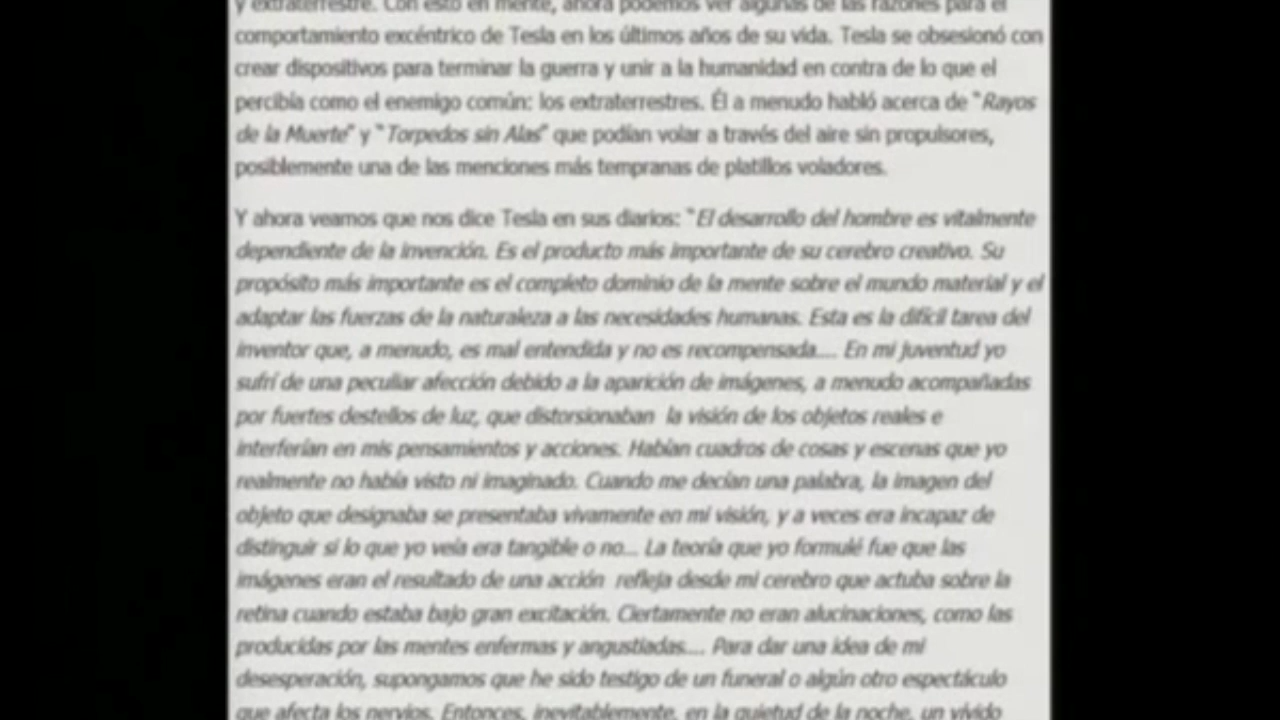 y extraterrestre. Con esto en mente, ahora podemos ver algunas de las razones para el
comportamiento excéntrico de Tesla en los últimos años de su vida. Tesla se obsesionó con
crear dispositivos para terminar la guerra y unir a la humanidad en contra de lo que el
percibía como el enemigo común: los extraterrestres. Él a menudo habló acerca de "Rayos
de la Muerte" y "Torpedos sin Alas" que podían volar a través del aire sin propulsores,
posiblemente una de las menciones más tempranas de platillos voladores.
Y ahora veamos que nos dice Tesla en sus diarios: "El desarrollo del hombre es vitalmente
dependiente de la invención. Es el producto más importante de su cerebro creativo. Su
propósito más importante es el completo dominio de la mente sobre el mundo material y el
adaptar las fuerzas de la naturaleza a las necesidades humanas. Esta es la difícil tarea del
inventor que, a menudo, es mal entendida y no es recompensada.... En mi juventud yo
sufrí de una peculiar afección debido a la aparición de imágenes, a menudo acompañadas
por fuertes destellos de luz, que distorsionaban la visión de los objetos reales e
interferían en mis pensamientos y acciones. Habían cuadros de cosas y escenas que yo
realmente no había visto ni imaginado. Cuando me decían una palabra, la imagen del
objeto que designaba se presentaba vivamente en mi visión, y a veces era incapaz de
distinguir si lo que yo veía era tangible o no... La teoría que yo formulé fue que las
imágenes eran el resultado de una acción refleja desde mi cerebro que actuba sobre la
retina cuando estaba bajo gran excitación. Ciertamente no eran alucinaciones, como las
producidas por las mentes enfermas y angustiadas.... Para dar una idea de mi
desesperación, supongamos que he sido testigo de un funeral o algún otro espectáculo
que afecta los nervios. Entonces, inevitablemente, en la quietud de la noche, un vívido